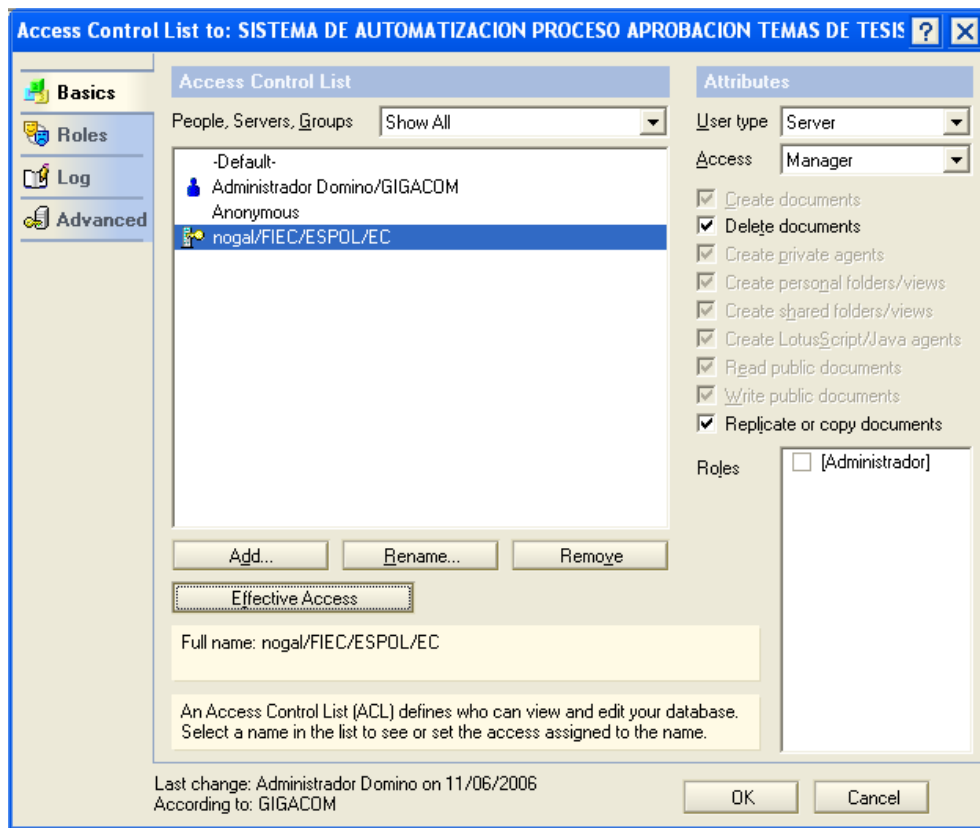 Access Control List to: SISTEMA DE AUTOMATIZACION PROCESO APROBACION TEMAS DE TESIS
Basics
Roles
Log
Advanced
Access Control List
People, Servers, Groups
Show All
-Default-
Administrador Domino/GIGACOM
Anonymous
nogal/FIEC/ESPOL/EC
Add...
Rename...
Remove
Effective Access
Full name: nogal/FIEC/ESPOL/EC
An Access Control List (ACL) defines who can view and edit your database.
Select a name in the list to see or set the access assigned to the name.
Attributes
User type
Server
Access
Manager
Create documents
Delete documents
Create private agents
Create personal folders/views
Create shared folders/views
Create LotusScript/Java agents
Read public documents
Write public documents
Replicate or copy documents
Roles
[Administrador]
Last change: Administrador Domino on 11/06/2006
According to: GIGACOM
OK
Cancel